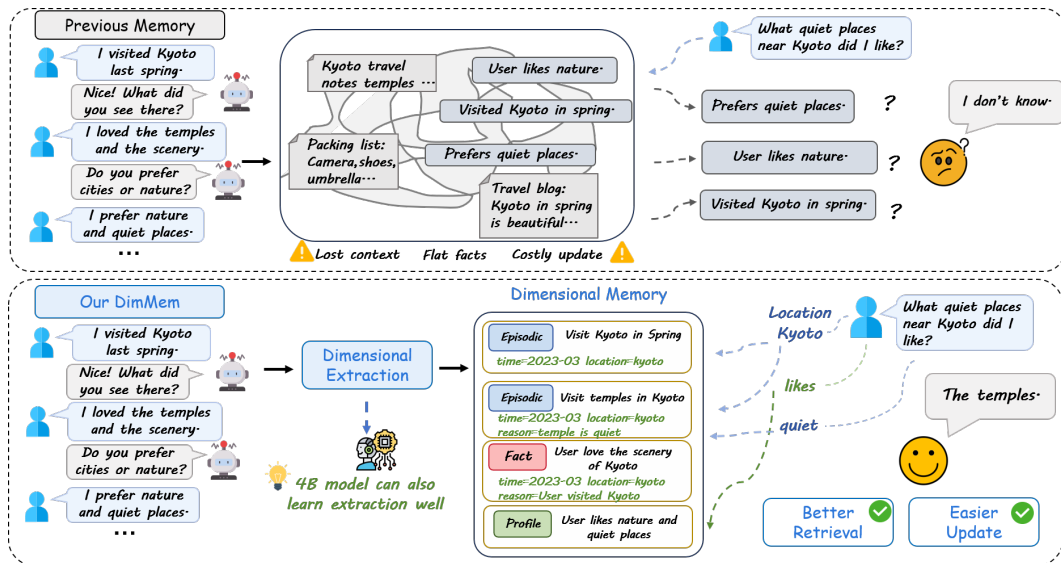 Previous Memory
I visited Kyoto
last spring.
Nice! What did
you see there?
I loved the temples
and the scenery.
Do you prefer
cities or nature?
I prefer nature
and quiet places.
...
Kyoto travel
notes temples ...
User likes nature.
Visited Kyoto in spring.
Packing list:
Camera,shoes,
umbrella...
Prefers quiet places.
Travel blog:
Kyoto in spring
is beautiful...
Lost context
Flat facts
Costly update
What quiet places
near Kyoto did I like?
Prefers quiet places.
?
I don't know.
User likes nature.
?
?
Visited Kyoto in spring.
?
Our DimMem
I visited Kyoto
last spring.
Nice! What did
you see there?
I loved the temples
and the scenery.
Do you prefer
cities or nature?
I prefer nature
and quiet places.
...
Dimensional
Extraction
4B model can also
learn extraction well
Dimensional Memory
Episodic
Visit Kyoto in Spring
time=2023-03 location=kyoto
Episodic
Visit temples in Kyoto
time=2023-03 location=kyoto
reason=temple is quiet
Fact
User love the scenery
of Kyoto
time=2023-03 location=kyoto
reason=User visited Kyoto
Profile
User likes nature and
quiet places
Location
Kyoto
likes
quiet
What quiet places
near Kyoto did I
like?
The temples.
Better
Retrieval
Easier
Update